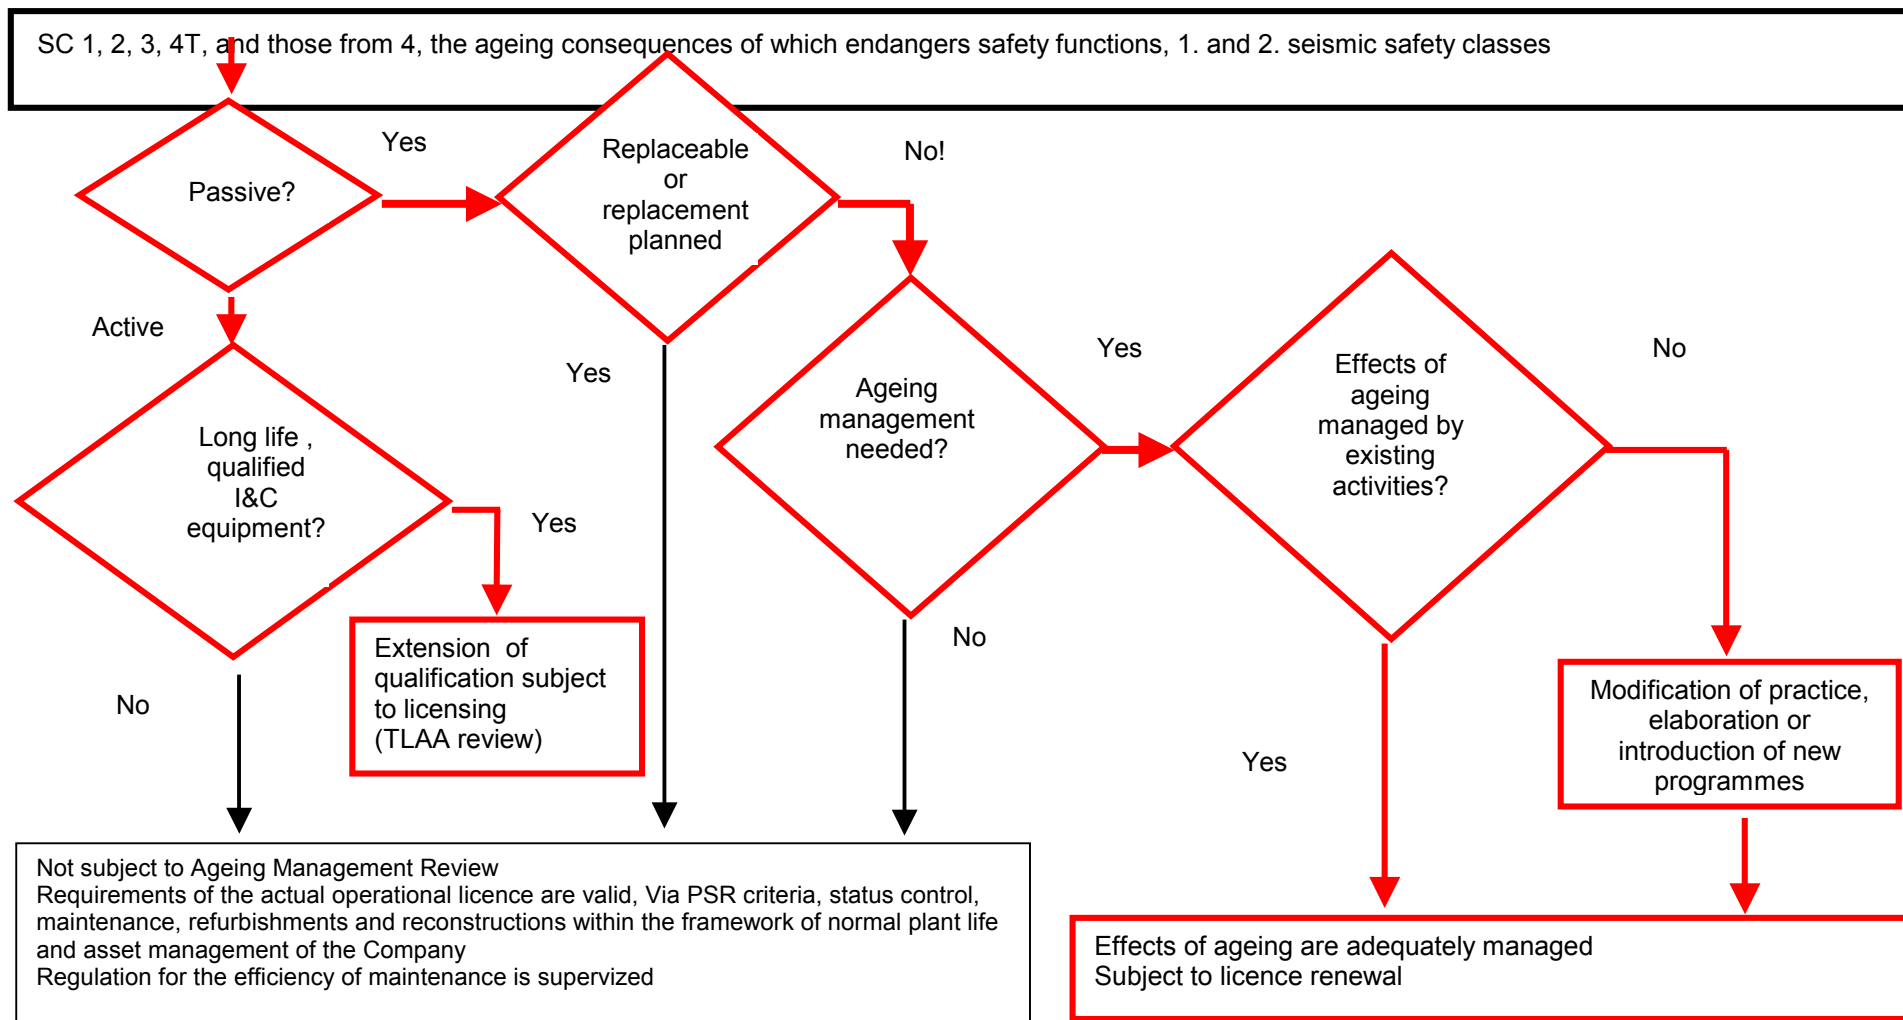 SC 1, 2, 3, 4T, and those from 4, the ageing consequences of which endangers safety functions, 1. and 2. seismic safety classes
Passive?
Yes
Replaceable
or
replacement
planned
No!
Active
Long life ,
qualified
I&C
equipment?
Yes
Yes
Ageing
management
needed?
Yes
Effects of
ageing
managed by
existing
activities?
No
No
Extension of
qualification subject
to licensing
(TLAA review)
No
Yes
Modification of practice,
elaboration or
introduction of new
programmes
Not subject to Ageing Management Review
Requirements of the actual operational licence are valid, Via PSR criteria, status control,
maintenance, refurbishments and reconstructions within the framework of normal plant life
and asset management of the Company
Regulation for the efficiency of maintenance is supervized
Effects of ageing are adequately managed
Subject to licence renewal